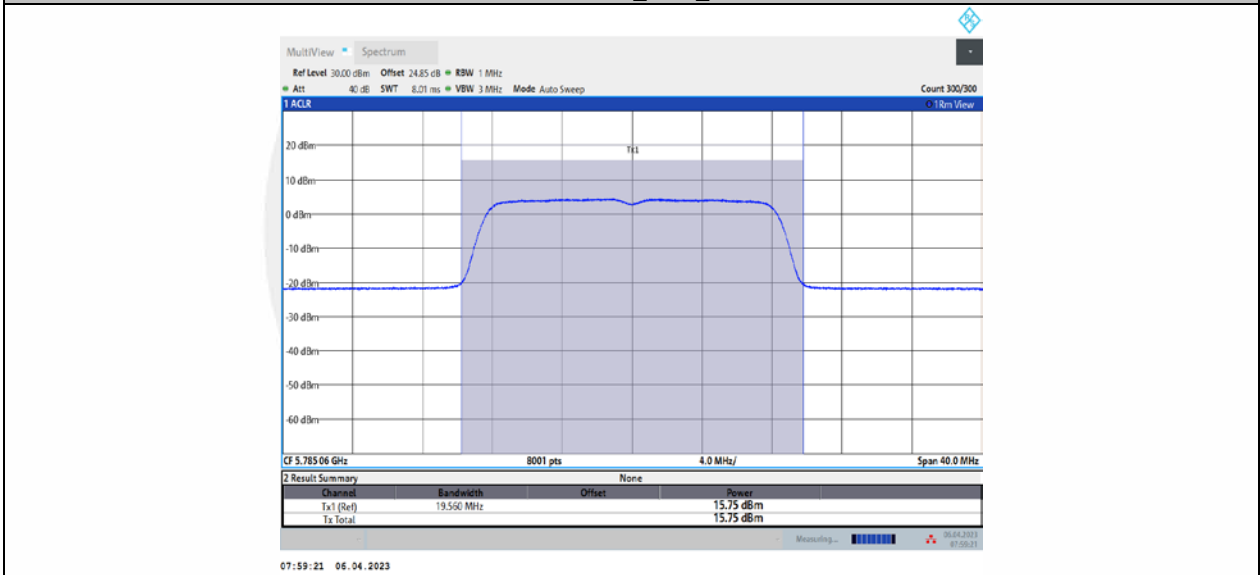 MultiView Spectrum
Ref Level 30.00 dBm Offset 24.85 dB RBW 1 MHz
Att 40 dB SWT 8.01 ms VBW 3 MHz Mode Auto Sweep Count 300/300
1 ACLR 1Rm View
20 dBm
Tx1
10 dBm
0 dBm
-10 dBm
-20 dBm
-30 dBm
-40 dBm
-50 dBm
-60 dBm
CF 5.785 06 GHz 8001 pts 4.0 MHz/ Span 40.0 MHz
2 Result Summary None
Channel Bandwidth Offset Power
Tx1 (Ref) 19.560 MHz 15.75 dBm
Tx Total 15.75 dBm
Measuring... 06.04.2023
07:59:21
07:59:21 06.04.2023